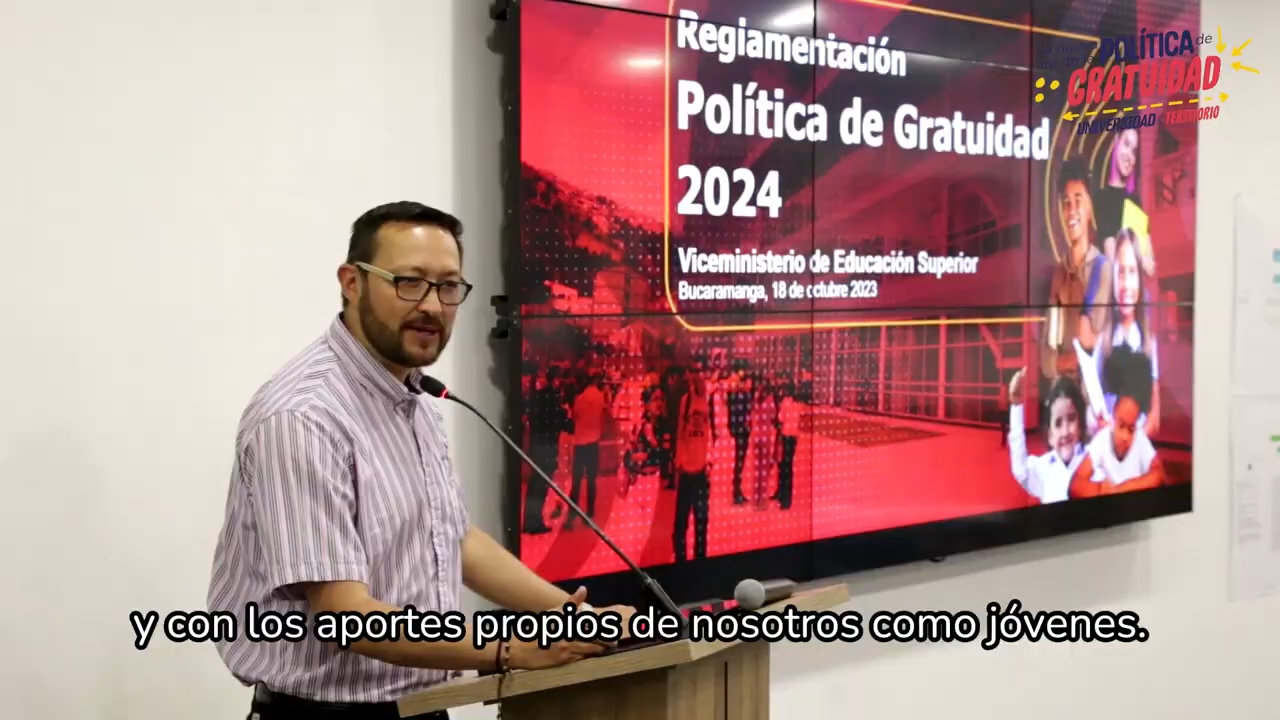 Reglamentación
Política de Gratuidad
2024
Viceministerio de Educación Superior
Bucaramanga, 18 de octubre 2023
POLÍTICA de
GRATUIDAD
UNIVERSIDAD TERRITORIO
y con los aportes propios de nosotros como jóvenes.